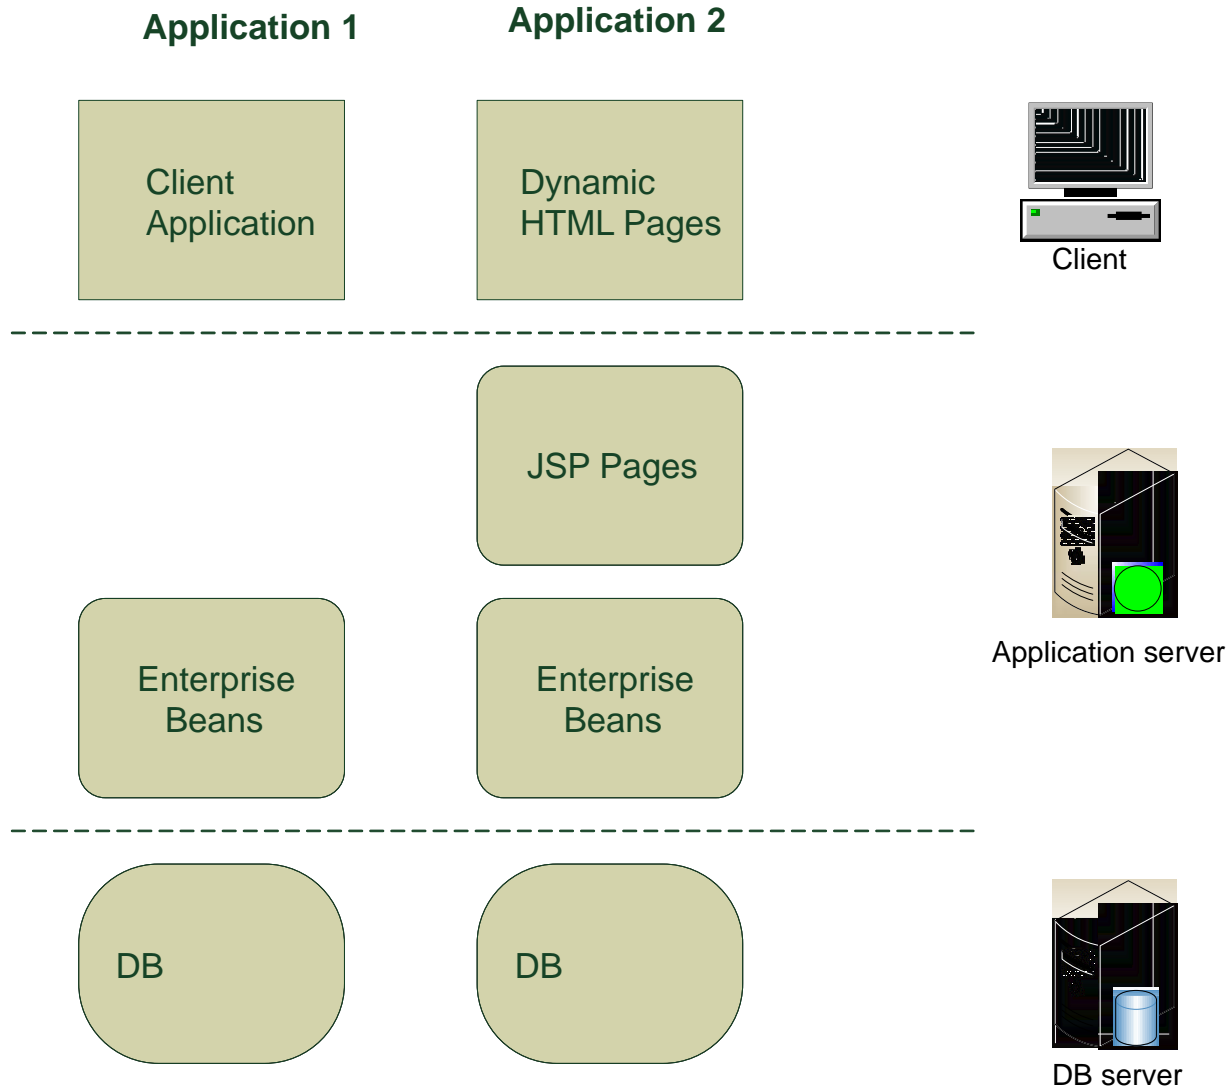 Application 1
Application 2
Client
Application
Dynamic
HTML Pages
Client
JSP Pages
Application server
Enterprise
Beans
Enterprise
Beans
DB
DB
DB server